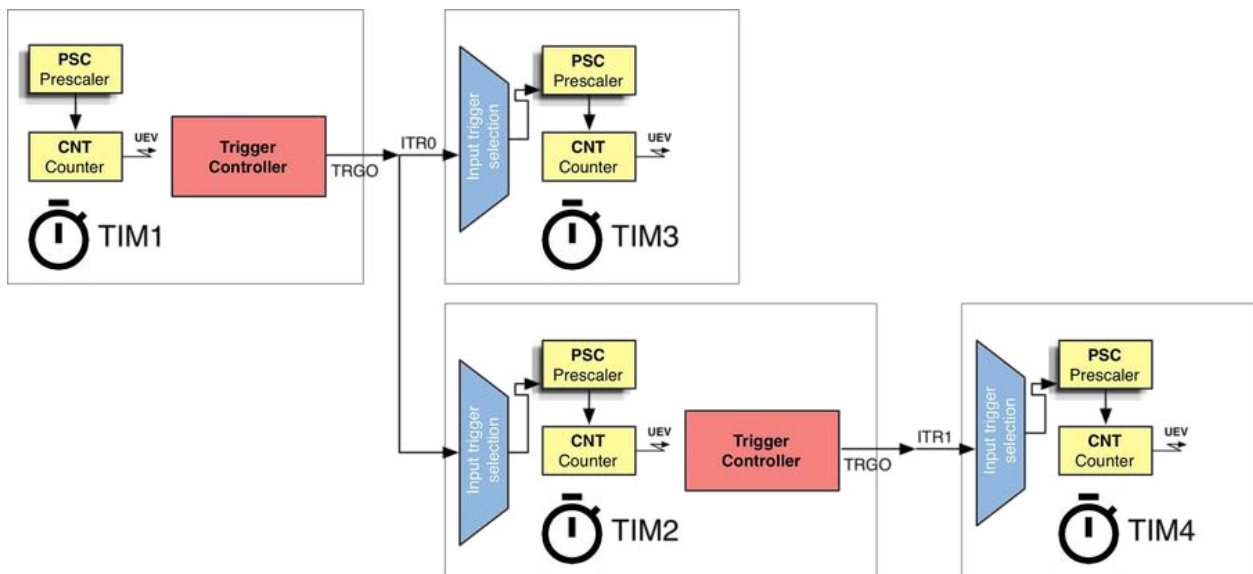 PSC
Prescaler
CNT
Counter
UEV
Trigger
Controller
TRGO
TIM1
ITR0
Input trigger
selection
PSC
Prescaler
CNT
Counter
UEV
TIM3
Input trigger
selection
PSC
Prescaler
CNT
Counter
UEV
Trigger
Controller
TRGO
TIM2
ITR1
Input trigger
selection
PSC
Prescaler
CNT
Counter
UEV
TIM4